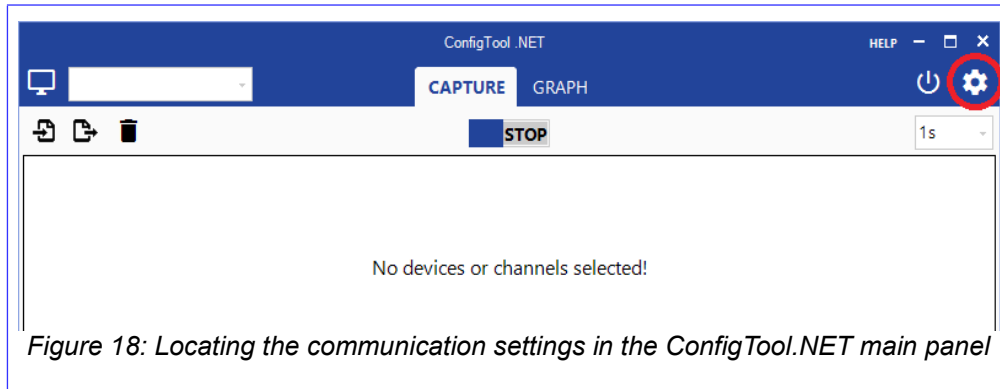 ConfigTool .NET
HELP
CAPTURE GRAPH
STOP
1s
No devices or channels selected!
Figure 18: Locating the communication settings in the ConfigTool.NET main panel